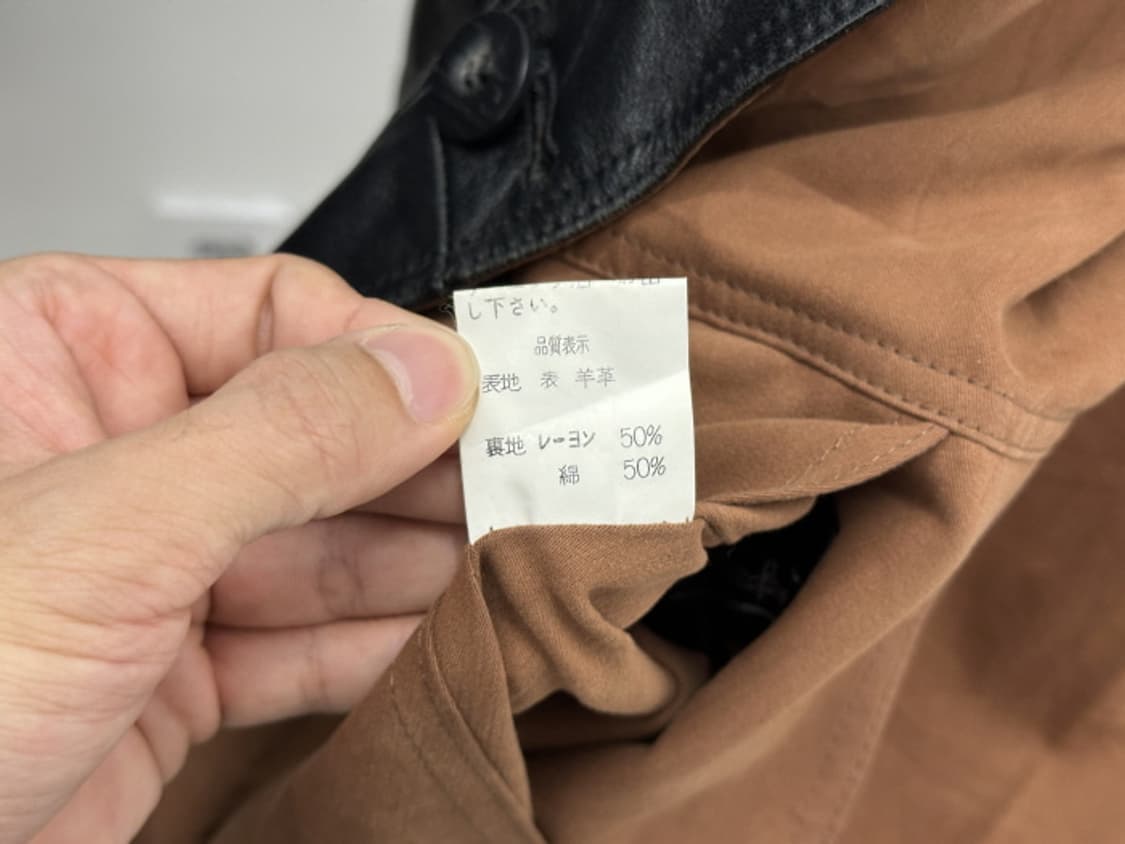 し下さい。
品質表示
表地 表 羊革
裏地 レーヨン 50%
綿 50%